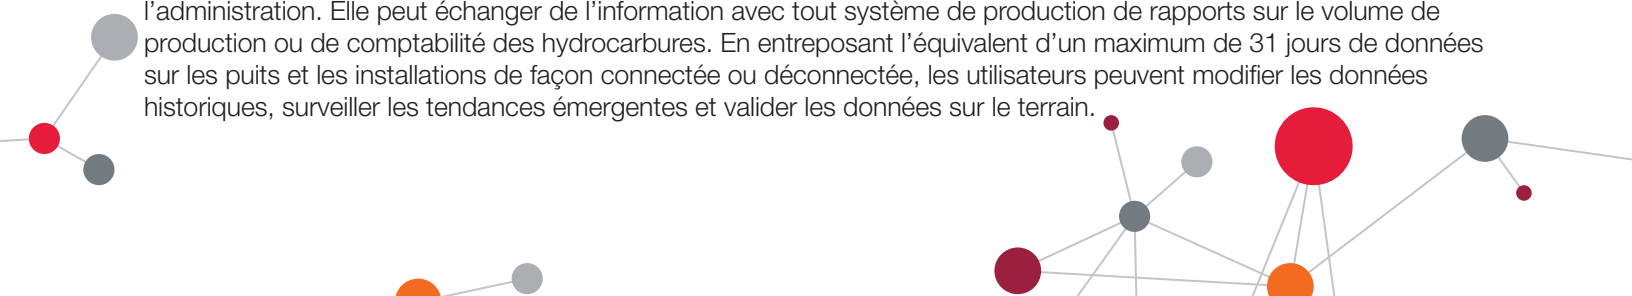 l’administration. Elle peut échanger de l’information avec tout système de production de rapports sur le volume de
production ou de comptabilité des hydrocarbures. En entreposant l’équivalent d’un maximum de 31 jours de données
sur les puits et les installations de façon connectée ou déconnectée, les utilisateurs peuvent modifier les données
historiques, surveiller les tendances émergentes et valider les données sur le terrain.